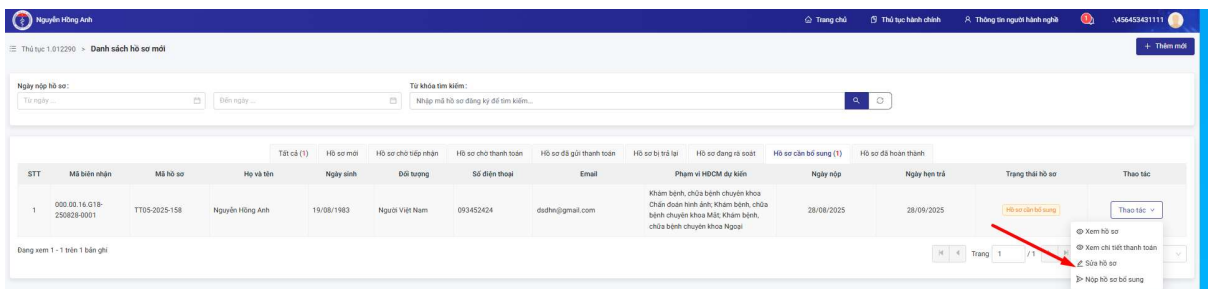 Nguyễn Hồng Anh
Trang chủ
Thủ tục hành chính
Thông tin người hành nghề
.\456453431111
Thủ tục 1.012290 > Danh sách hồ sơ mới
+ Thêm mới
Ngày nộp hồ sơ:
Từ khóa tìm kiếm:
Từ ngày ...
Đến ngày ...
Nhập mã hồ sơ đăng ký để tìm kiếm...
Tất cả (1)
Hồ sơ mới
Hồ sơ chờ tiếp nhận
Hồ sơ chờ thanh toán
Hồ sơ đã gửi thanh toán
Hồ sơ bị trả lại
Hồ sơ đang rà soát
Hồ sơ cần bổ sung (1)
Hồ sơ đã hoàn thành
STT
Mã biên nhận
Mã hồ sơ
Họ và tên
Ngày sinh
Đối tượng
Số điện thoại
Email
Phạm vi HĐCM dự kiến
Ngày nộp
Ngày hẹn trả
Trạng thái hồ sơ
Thao tác
1
000.00.16.G18-
250828-0001
TT05-2025-158
Nguyễn Hồng Anh
19/08/1983
Người Việt Nam
093452424
dsdhn@gmail.com
Khám bệnh, chữa bệnh chuyên khoa
Chẩn đoán hình ảnh; Khám bệnh, chữa
bệnh chuyên khoa Mắt; Khám bệnh,
chữa bệnh chuyên khoa Ngoại
28/08/2025
28/09/2025
Hồ sơ cần bổ sung
Thao tác
Xem hồ sơ
Xem chi tiết thanh toán
Sửa hồ sơ
Nộp hồ sơ bổ sung
Đang xem 1 - 1 trên 1 bản ghi
Trang 1 / 1